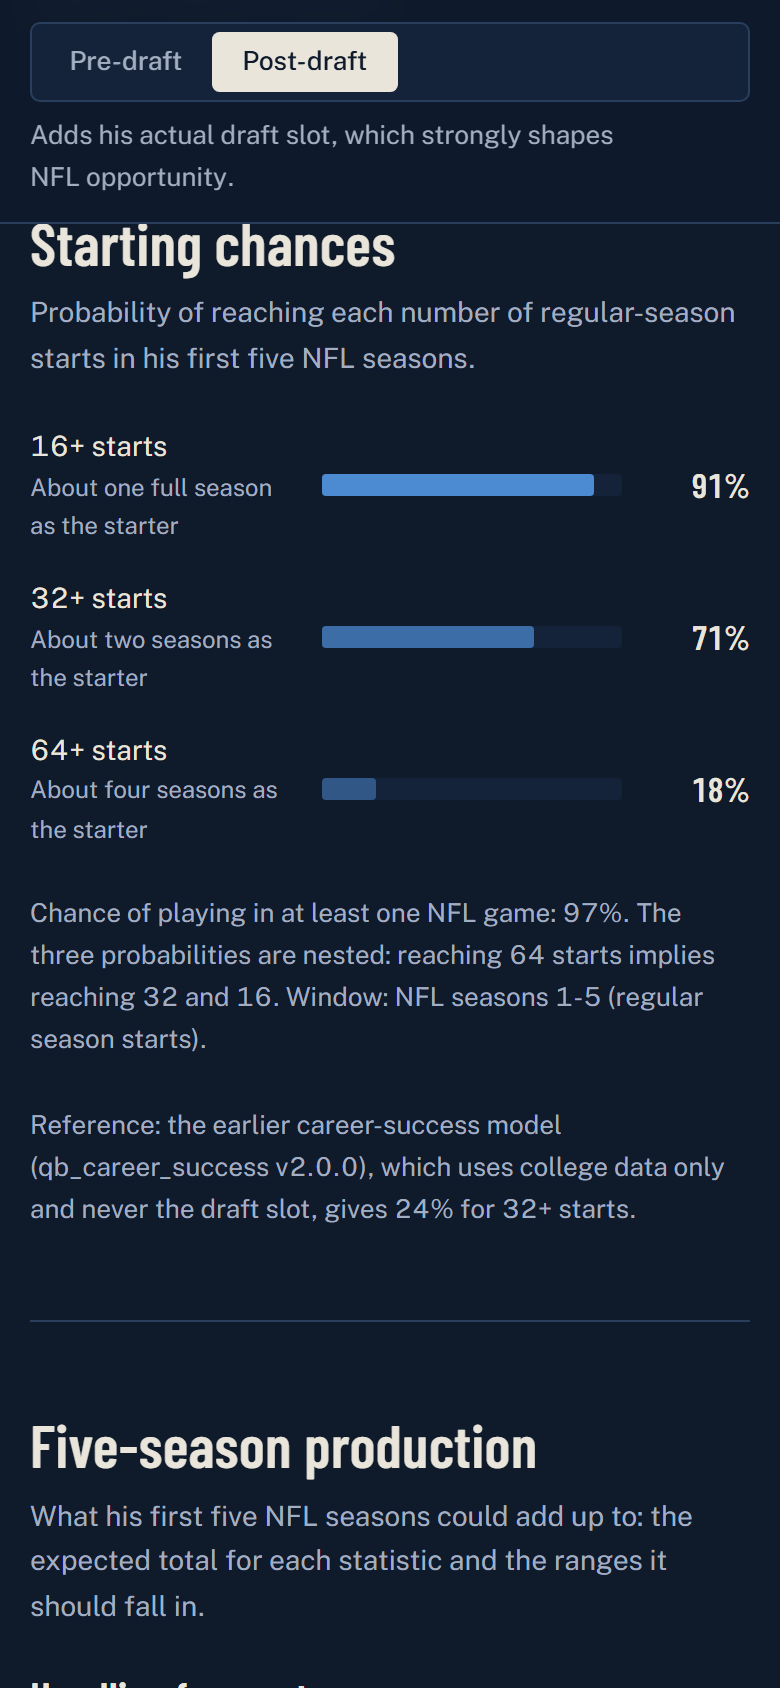 Pre-draft
Post-draft
Adds his actual draft slot, which strongly shapes
NFL opportunity.
Starting chances
Probability of reaching each number of regular-season
starts in his first five NFL seasons.
16+ starts
About one full season
as the starter
91%
32+ starts
About two seasons as
the starter
71%
64+ starts
About four seasons as
the starter
18%
Chance of playing in at least one NFL game: 97%. The
three probabilities are nested: reaching 64 starts implies
reaching 32 and 16. Window: NFL seasons 1-5 (regular
season starts).
Reference: the earlier career-success model
(qb_career_success v2.0.0), which uses college data only
and never the draft slot, gives 24% for 32+ starts.
Five-season production
What his first five NFL seasons could add up to: the
expected total for each statistic and the ranges it
should fall in.